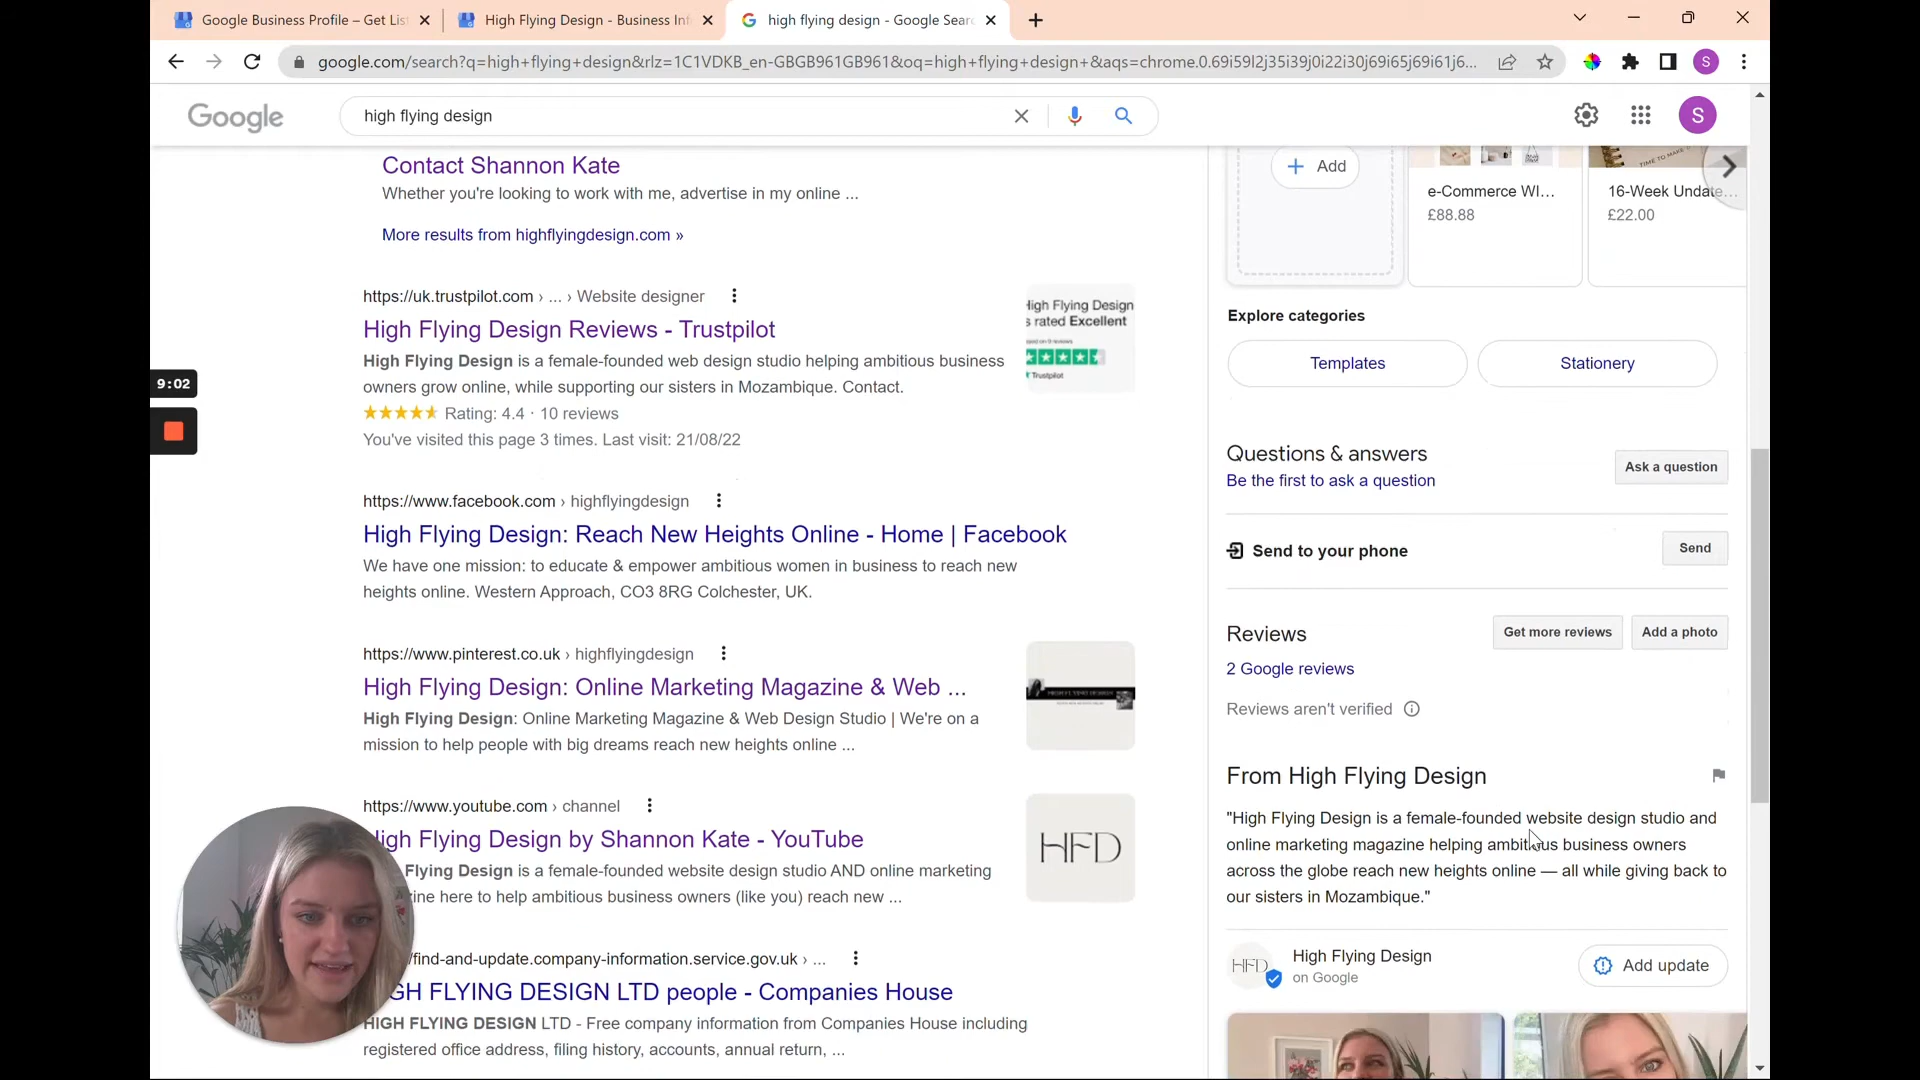 Google Business Profile – Get Lis
High Flying Design - Business Inf
high flying design - Google Sear
google.com/search?q=high+flying+design&rlz=1C1VDKB_en-GBGB961GB961&oq=high+flying+design+&aqs=chrome.0.69i59l2j35i39j0i22i30j69i65j69i61j6...
S
Google
high flying design
S
Contact Shannon Kate
Whether you're looking to work with me, advertise in my online ...
More results from highflyingdesign.com »
https://uk.trustpilot.com › ... › Website designer
High Flying Design Reviews - Trustpilot
High Flying Design is a female-founded web design studio helping ambitious business
owners grow online, while supporting our sisters in Mozambique. Contact.
Rating: 4.4 · 10 reviews
You've visited this page 3 times. Last visit: 21/08/22
High Flying Design
is rated Excellent
Trustpilot
https://www.facebook.com › highflyingdesign
High Flying Design: Reach New Heights Online - Home | Facebook
We have one mission: to educate & empower ambitious women in business to reach new
heights online. Western Approach, CO3 8RG Colchester, UK.
https://www.pinterest.co.uk › highflyingdesign
High Flying Design: Online Marketing Magazine & Web ...
High Flying Design: Online Marketing Magazine & Web Design Studio | We're on a
mission to help people with big dreams reach new heights online ...
https://www.youtube.com › channel
High Flying Design by Shannon Kate - YouTube
Flying Design is a female-founded website design studio AND online marketing
zine here to help ambitious business owners (like you) reach new ...
HFD
/find-and-update.company-information.service.gov.uk › ...
GH FLYING DESIGN LTD people - Companies House
HIGH FLYING DESIGN LTD - Free company information from Companies House including
registered office address, filing history, accounts, annual return, ...
9:02
+ Add
e-Commerce WI...
£88.88
TIME TO MAKE
16-Week Undate...
£22.00
Explore categories
Templates
Stationery
Questions & answers
Be the first to ask a question
Ask a question
Send to your phone
Send
Reviews
Get more reviews
Add a photo
2 Google reviews
Reviews aren't verified
From High Flying Design
"High Flying Design is a female-founded website design studio and
online marketing magazine helping ambitious business owners
across the globe reach new heights online — all while giving back to
our sisters in Mozambique."
HFD
High Flying Design
on Google
Add update